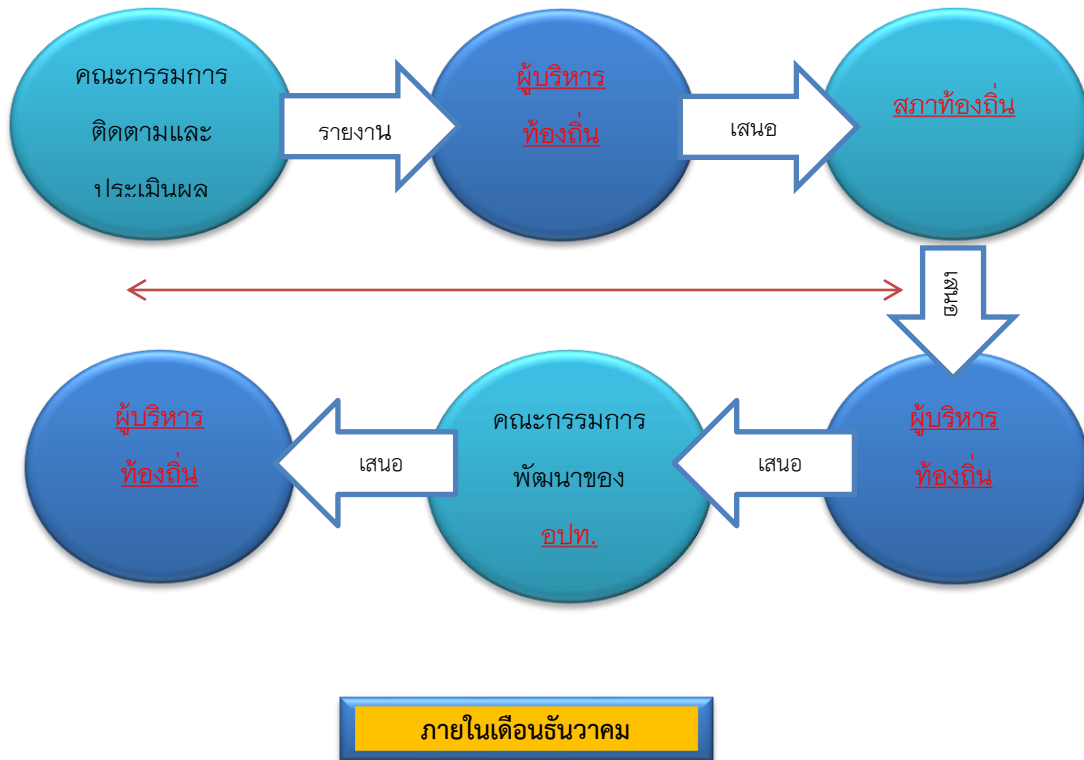 คณะกรรมการ
ติดตามและ
ประเมินผล
รายงาน
ผู้บริหาร
ท้องถิ่น
เสนอ
สภาท้องถิ่น
เสนอ
ผู้บริหาร
ท้องถิ่น
เสนอ
คณะกรรมการ
พัฒนาของ
อปท.
เสนอ
ผู้บริหาร
ท้องถิ่น
ภายในเดือนธันวาคม